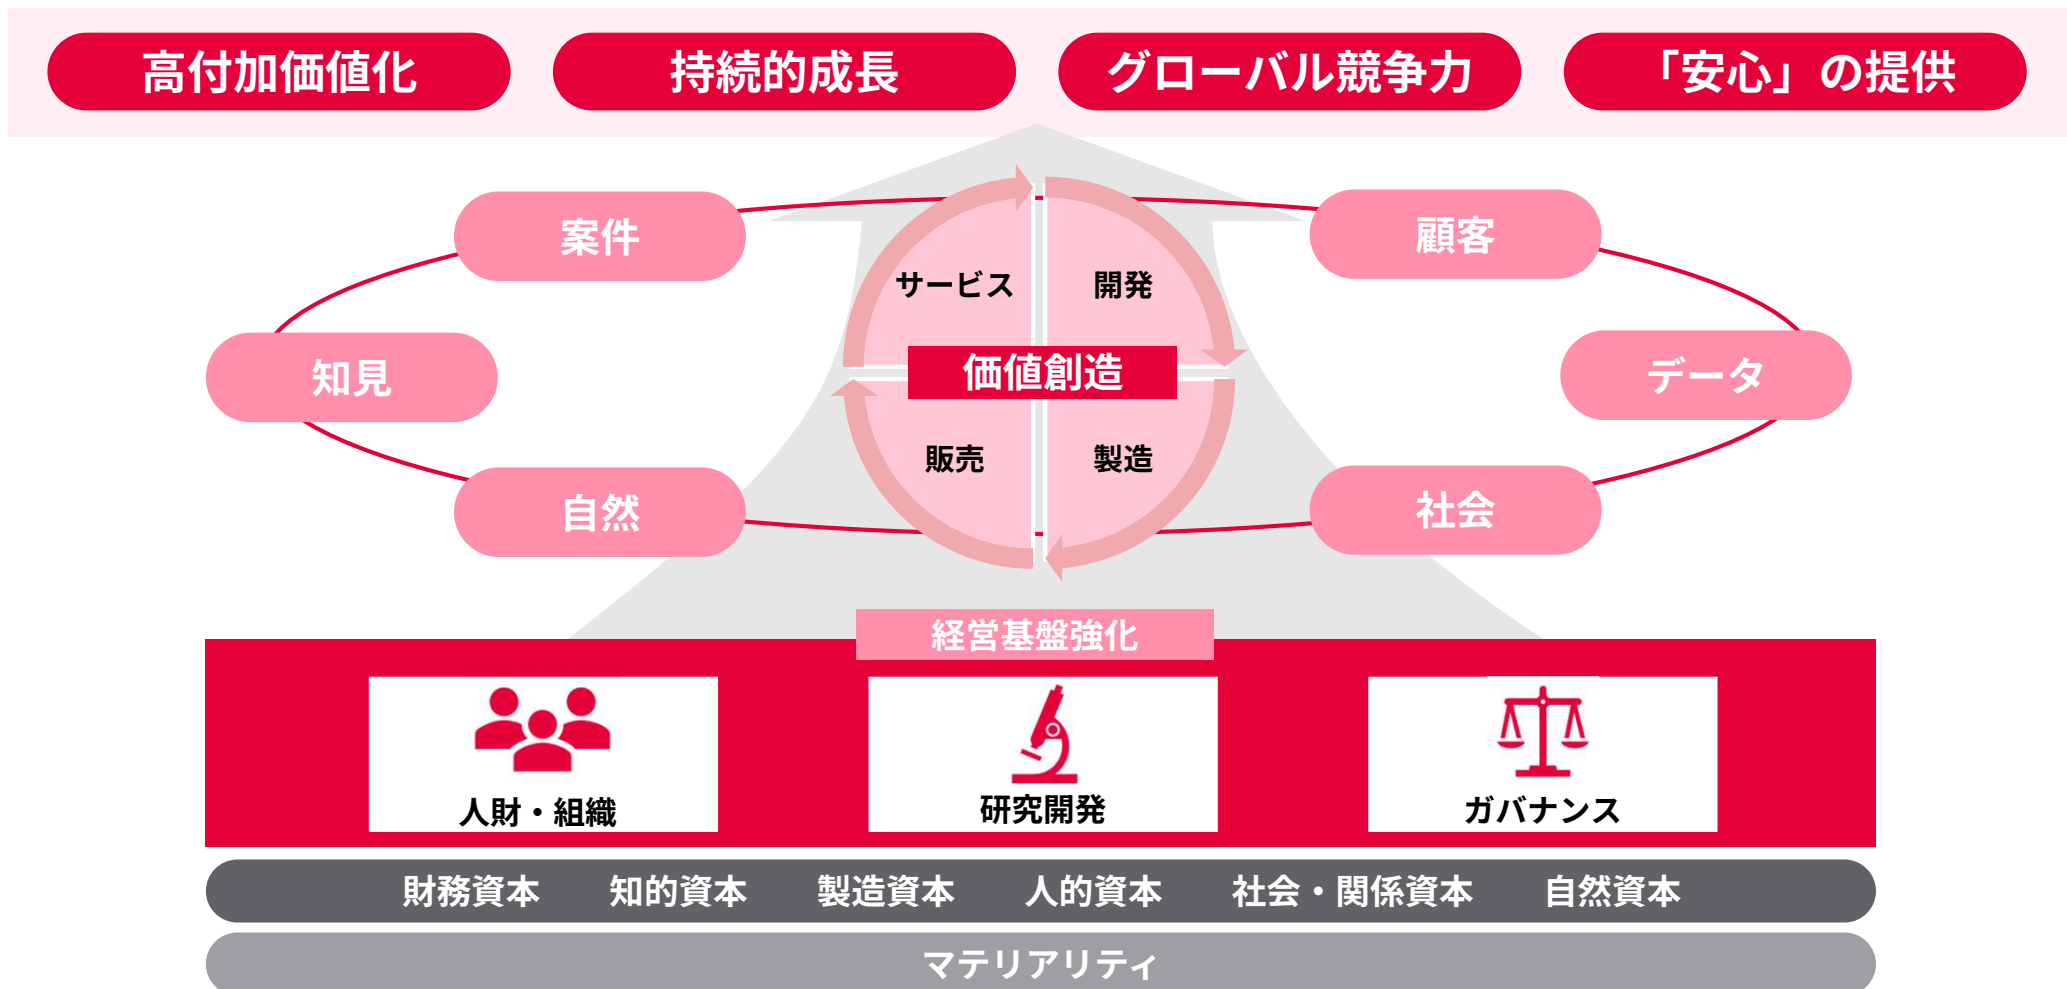 高付加価値化
持続的成長
グローバル競争力
「安心」の提供
案件
顧客
サービス
開発
知見
価値創造
データ
販売
製造
自然
社会
経営基盤強化
人財・組織
研究開発
ガバナンス
財務資本 知的資本 製造資本 人的資本 社会・関係資本 自然資本
マテリアリティ